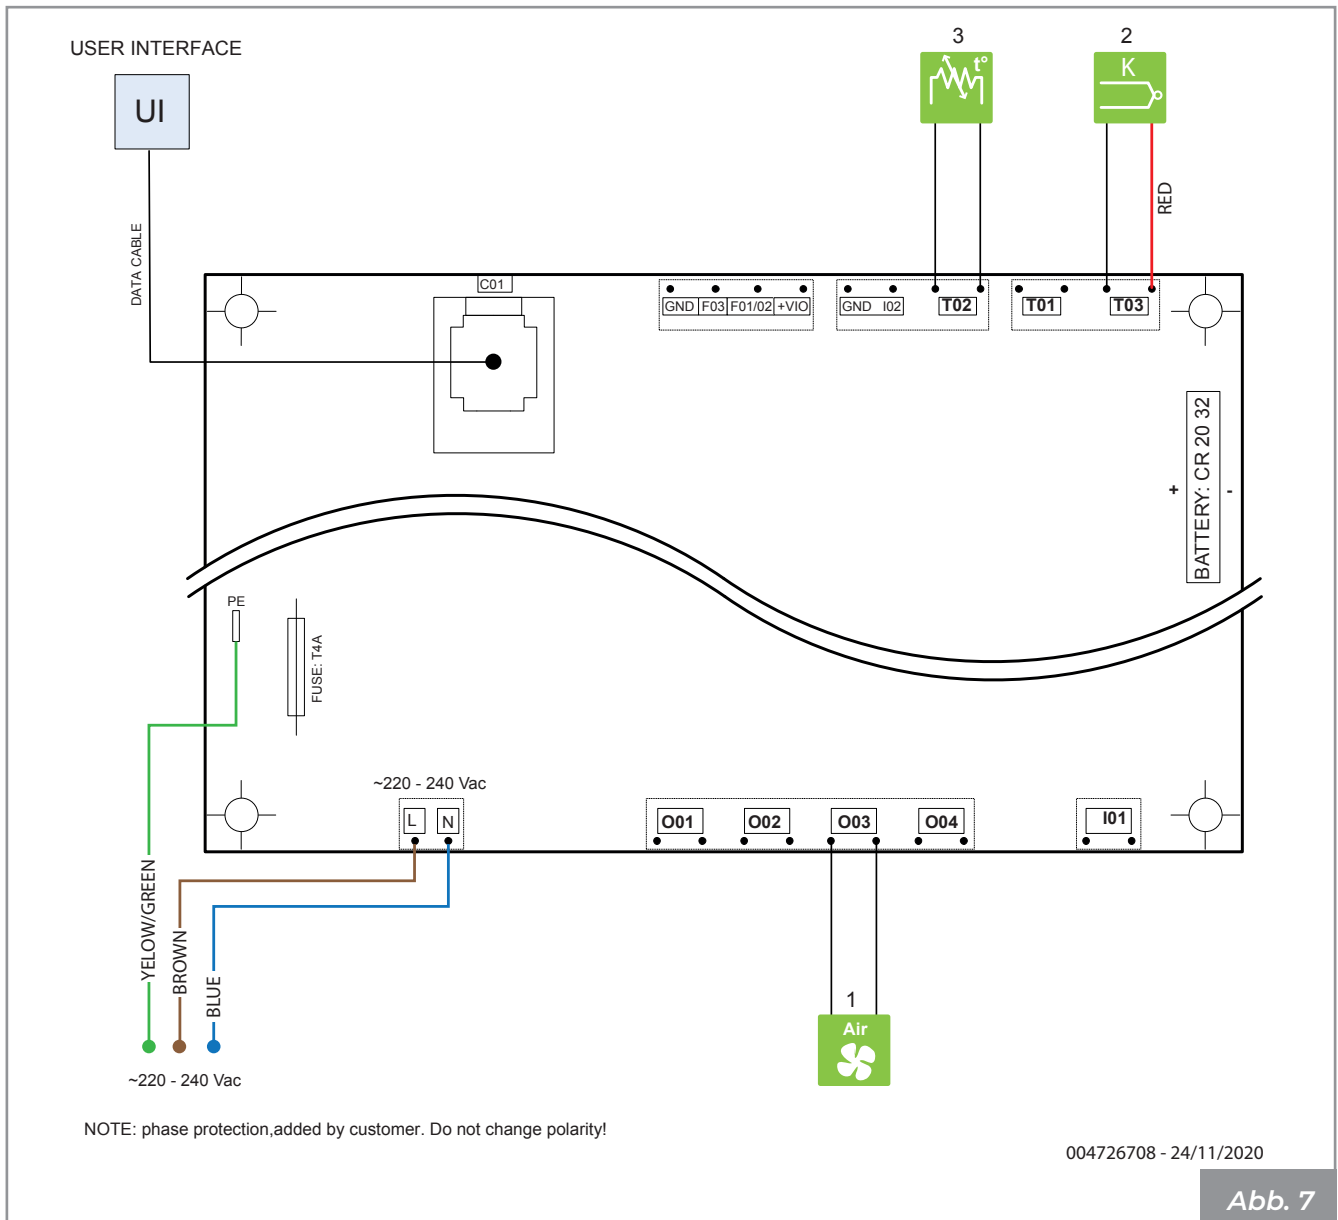 USER INTERFACE
UI
3
t°
2
K
RED
DATA CABLE
C01
GND F03 F01/02 +VIO
GND I02 T02
T01 T03
BATTERY: CR 20 32
+ -
PE
FUSE: T4A
~220 - 240 Vac
L N
O01 O02 O03 O04
I01
YELOW/GREEN
BROWN
BLUE
1
Air
~220 - 240 Vac
NOTE: phase protection,added by customer. Do not change polarity!
004726708 - 24/11/2020
Abb. 7